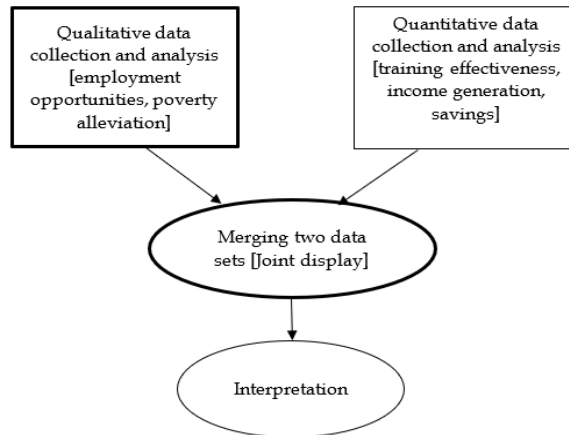 Qualitative data
collection and analysis
[employment
opportunities, poverty
alleviation]
Quantitative data
collection and analysis
[training effectiveness,
income generation,
savings]
Merging two data
sets [Joint display]
Interpretation